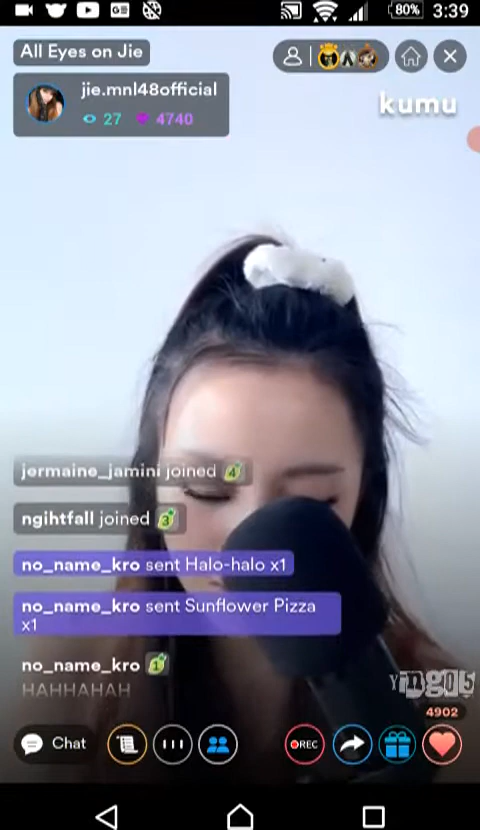 80%
3:39
All Eyes on Jie
jie.mnl48official
27
4740
kumu
jermaine_jamini joined 4
ngihtfall joined 3
no_name_kro sent Halo-halo x1
no_name_kro sent Sunflower Pizza
x1
no_name_kro 1
HAHHAHAH
Ying05
4902
Chat
REC